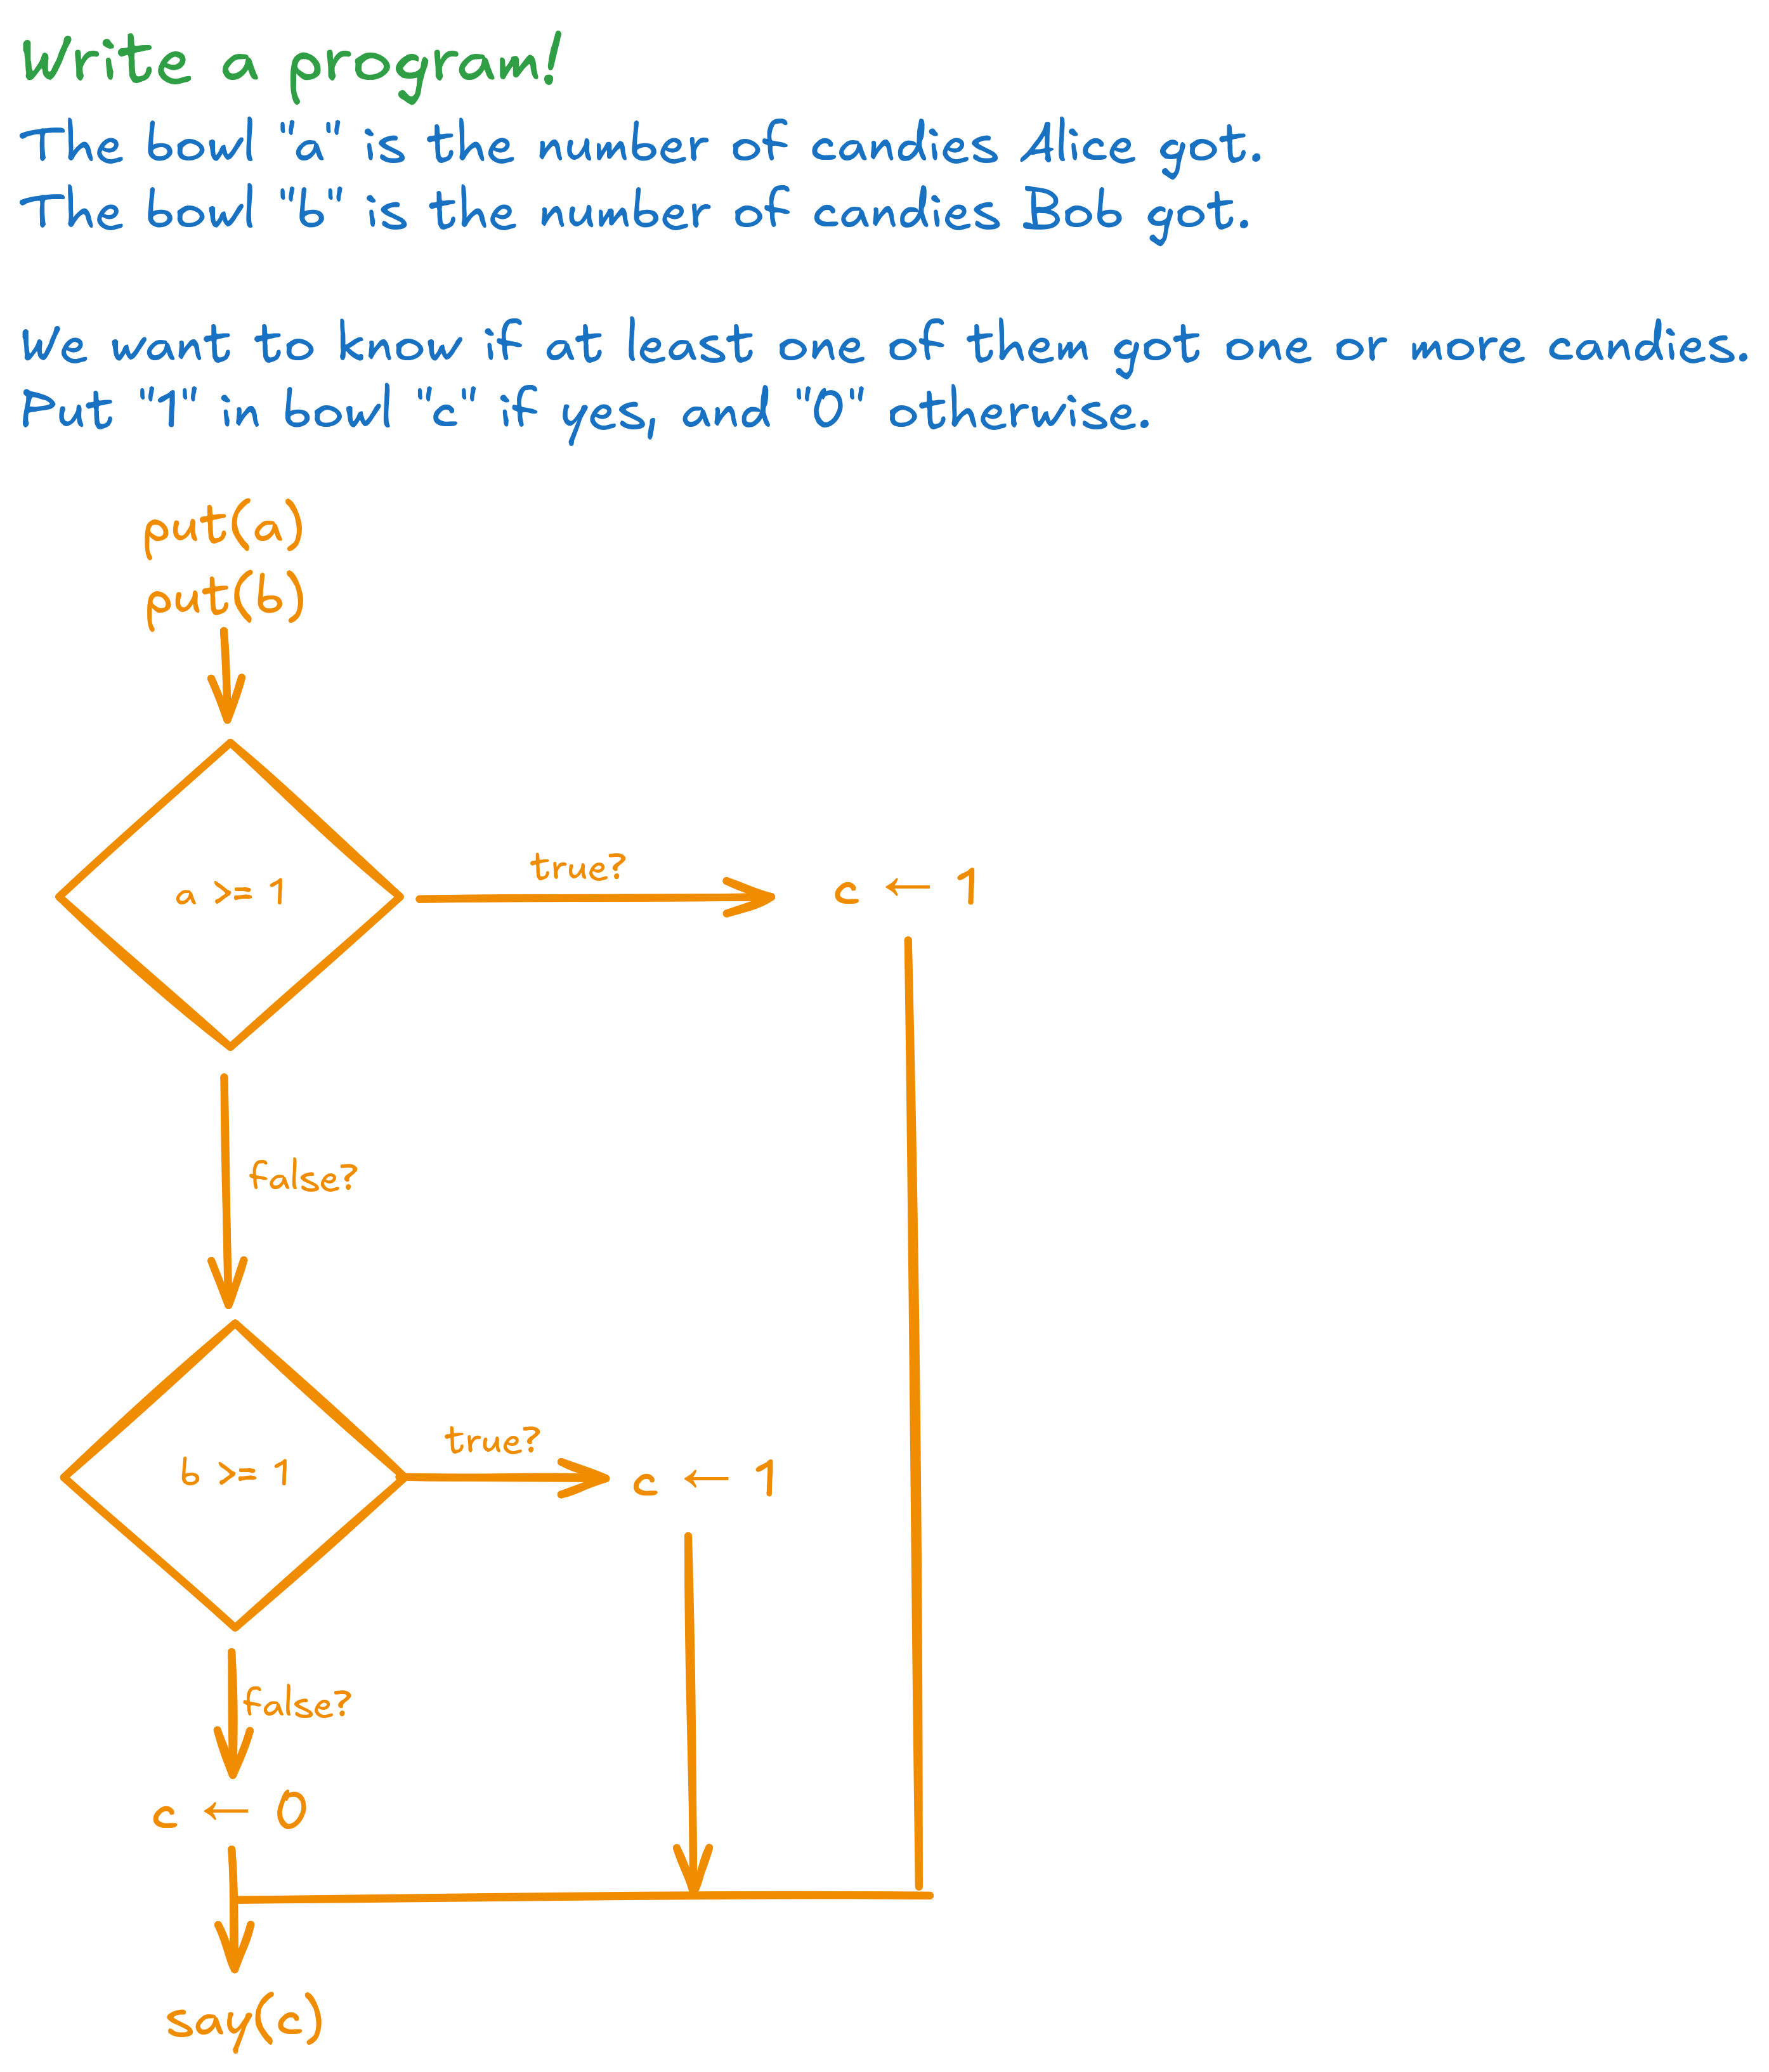 Write a program!
The bowl "a" is the number of candies Alice got.
The bowl "b" is the number of candies Bob got.
We want to know if at least one of them got one or more candies.
Put "1" in bowl "c" if yes, and "0" otherwise.
put(a)
put(b)
a >= 1
true?
c ← 1
false?
b >= 1
true?
c ← 1
false?
c ← 0
say(c)